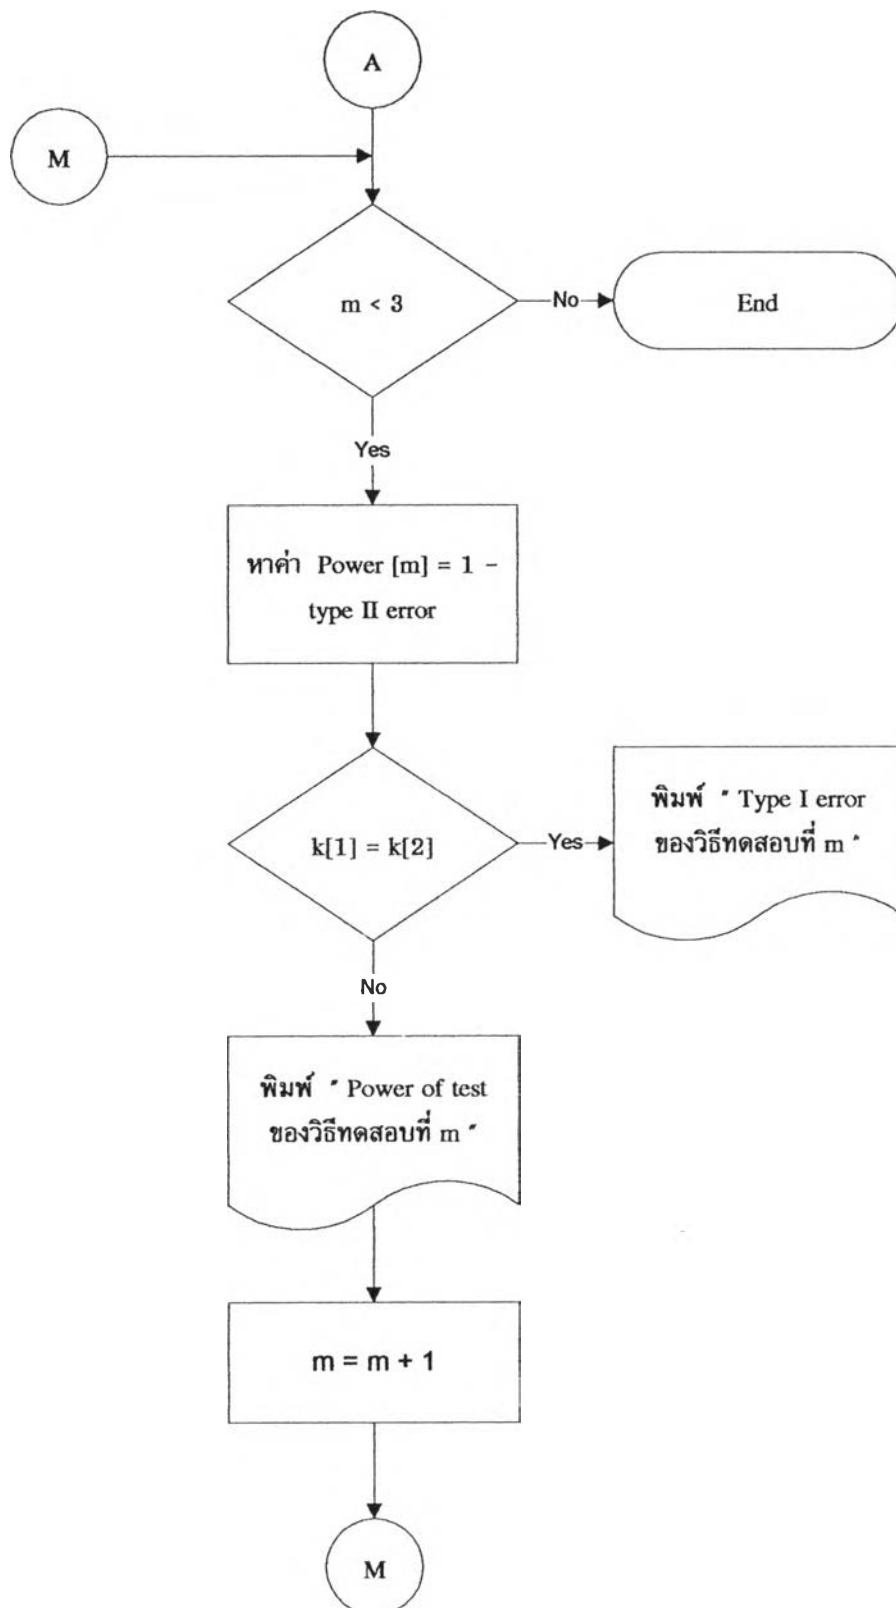 A
M
m < 3
No
End
Yes
หาค่า Power [m] = 1 -
type II error
k[1] = k[2]
Yes
พิมพ์ " Type I error
ของวิธีทดสอบที่ m "
No
พิมพ์ " Power of test
ของวิธีทดสอบที่ m "
m = m + 1
M